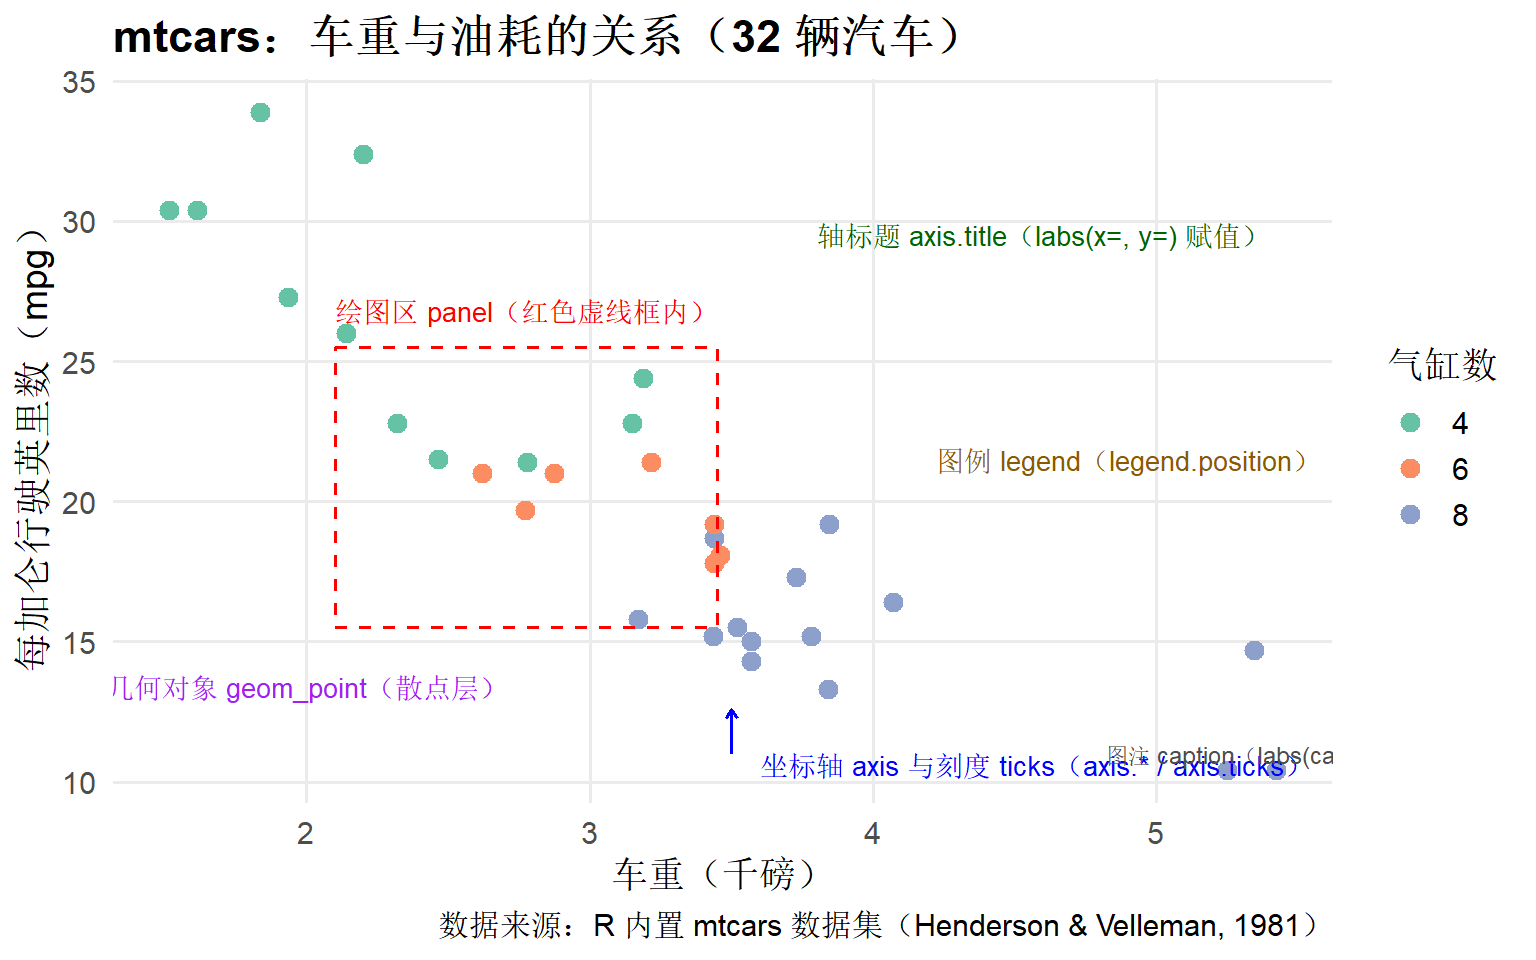 mtcars：车重与油耗的关系（32 辆汽车）
每加仑行驶英里数（mpg）
35
30
25
20
15
10
轴标题 axis.title（labs(x=, y=) 赋值）
绘图区 panel（红色虚线框内）
图例 legend（legend.position）
几何对象 geom_point（散点层）
图注 caption（labs(ca
坐标轴 axis 与刻度 ticks（axis.* / axis.ticks）
气缸数
4
6
8
2
3
4
5
车重（千磅）
数据来源：R 内置 mtcars 数据集（Henderson & Velleman, 1981）